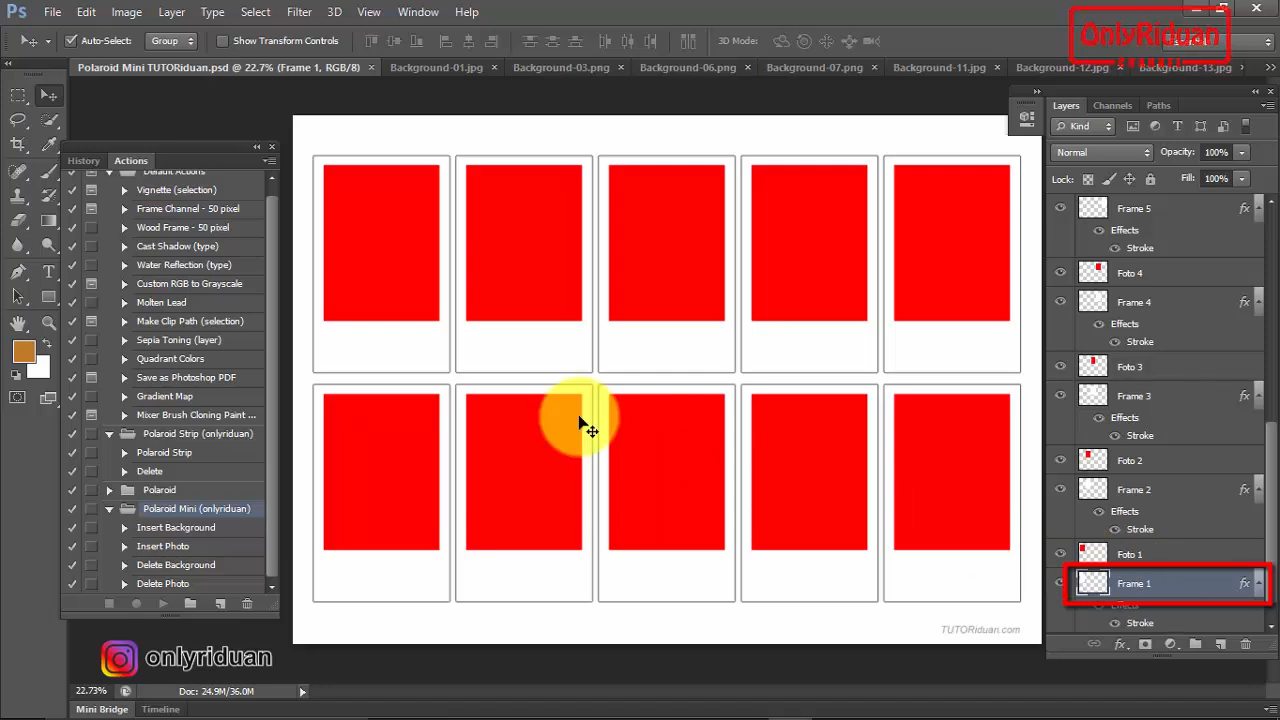 Ps File Edit Image Layer Type Select Filter 3D View Window Help
OnlyRiduan
Auto-Select: Group Show Transform Controls 3D Mode:
Polaroid Mini TUTORiduan.psd @ 22.7% (Frame 1, RGB/8) × Background-01.jpg × Background-03.png × Background-06.png × Background-07.png × Background-11.jpg × Background-12.jpg × Background-13.jpg
History Actions
Default Actions
Vignette (selection)
Frame Channel - 50 pixel
Wood Frame - 50 pixel
Cast Shadow (type)
Water Reflection (type)
Custom RGB to Grayscale
Molten Lead
Make Clip Path (selection)
Sepia Toning (layer)
Quadrant Colors
Save as Photoshop PDF
Gradient Map
Mixer Brush Cloning Paint ...
Polaroid Strip (onlyriduan)
Polaroid Strip
Delete
Polaroid
Polaroid Mini (onlyriduan)
Insert Background
Insert Photo
Delete Background
Delete Photo
TUTORiduan.com
onlyriduan
Layers Channels Paths
Kind
Normal Opacity: 100%
Lock: Fill: 100%
Frame 5 fx
Effects
Stroke
Foto 4
Frame 4 fx
Effects
Stroke
Foto 3
Frame 3 fx
Effects
Stroke
Foto 2
Frame 2 fx
Effects
Stroke
Foto 1
Frame 1 fx
Effects
Stroke
fx
22.73% Doc: 24.9M/36.0M
Mini Bridge Timeline